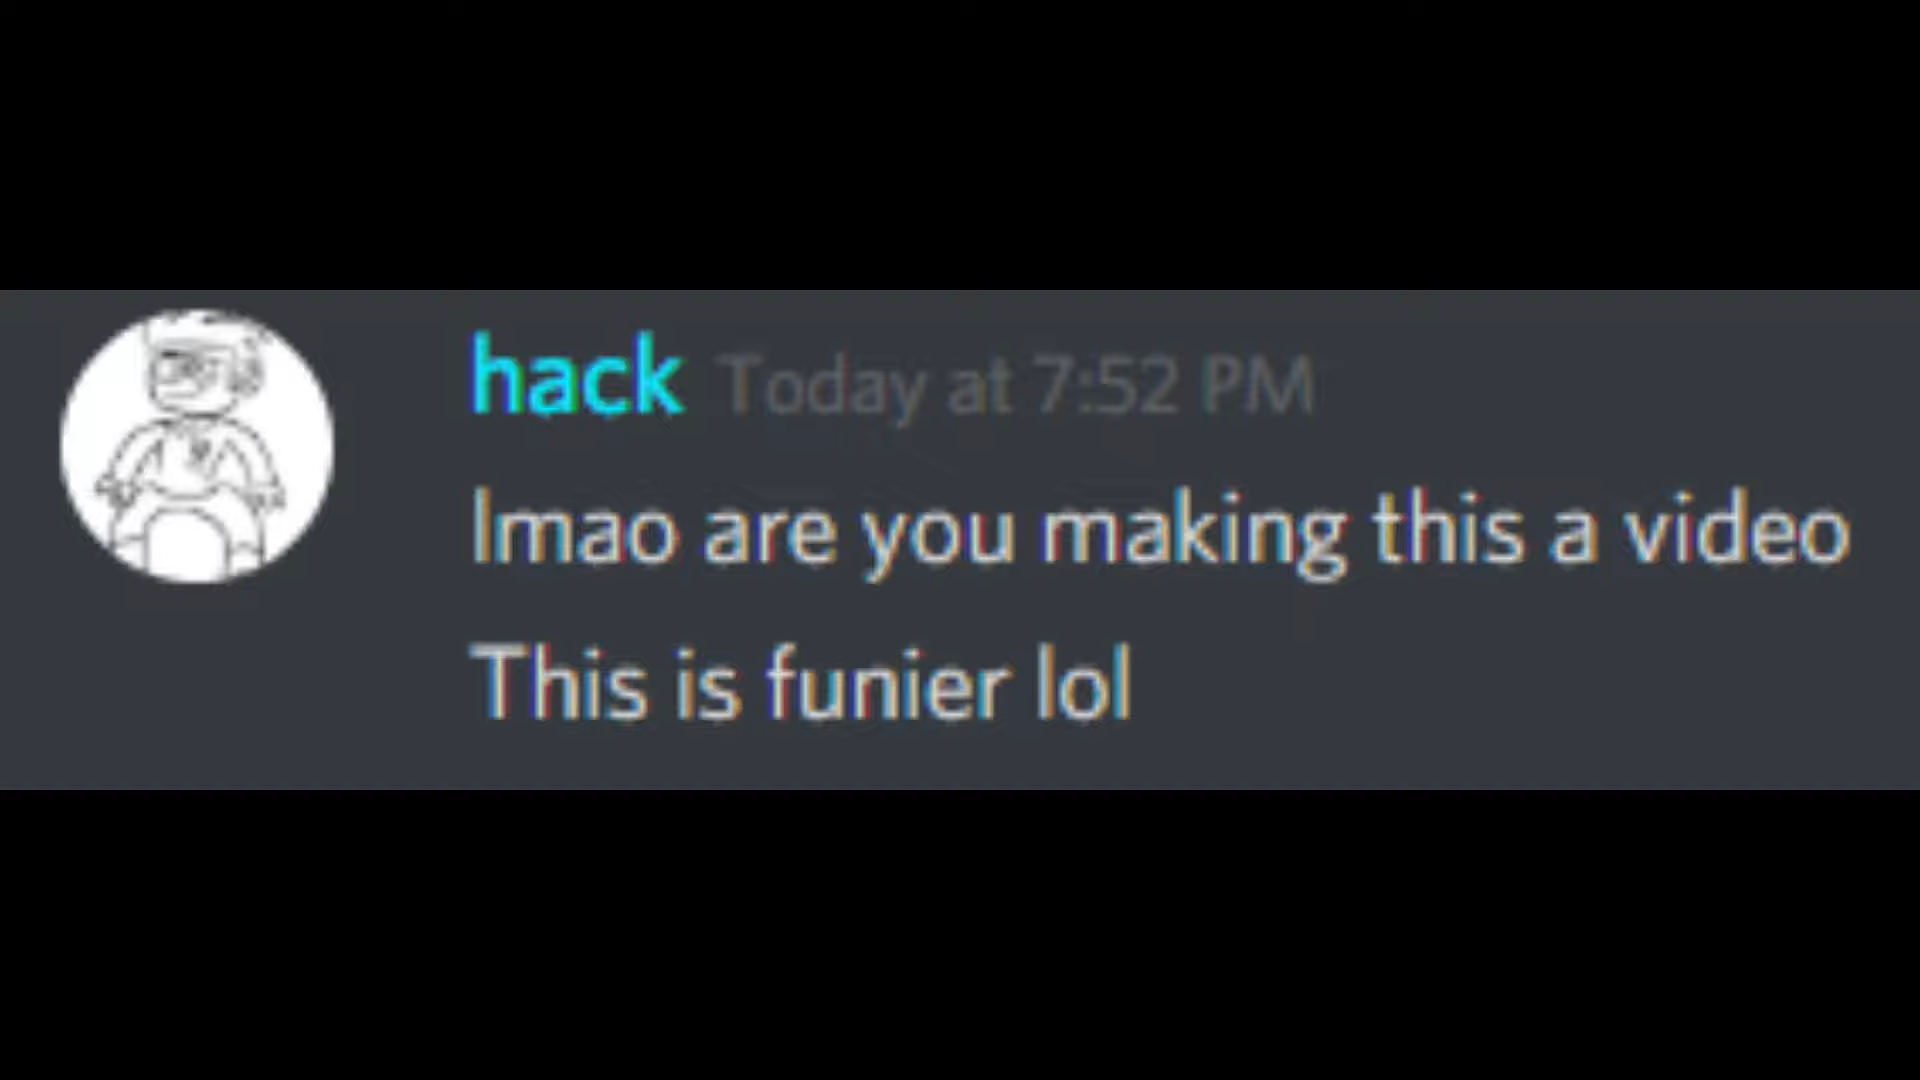 hack Today at 7:52 PM
lmao are you making this a video
This is funier lol